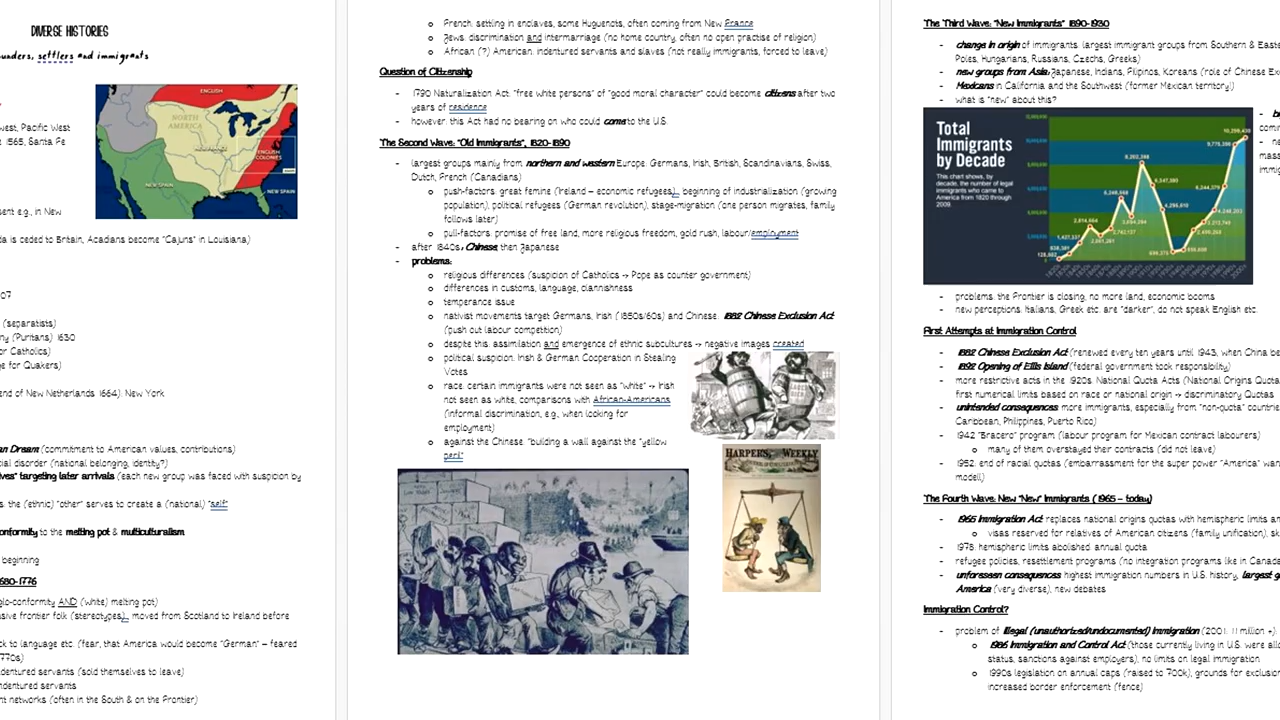 DIVERSE HISTORIES
unders, settlers and immigrants
ENGLISH
NORTH
AMERICA
NEW FRANCE
ENGLISH
COLONIES
NEW SPAIN
NEW SPAIN
west, Pacific West
1565, Santa Fe
sent e.g., in New
da is ceded to Britain, Acadians become "Cajuns" in Louisiana)
07
(separatists)
ny (Puritans) 1630
or Catholics)
ge for Quakers)
end of New Netherlands 1664): New York
an Dream (commitment to American values, contributions)
cial disorder (national belonging, identity?)
ives" targeting later arrivals (each new group was faced with suspicion by
s: the (ethnic) "other" serves to create a (national) "self"
onformity to the melting pot & multiculturalism
beginning
1680-1776
glo-conformity AND (white) melting pot)
sive frontier folk (stereotypes), moved from Scotland to Ireland before
ck to language etc. (fear, that America would become "German" – feared
770s)
ndentured servants (sold themselves to leave)
ndentured servants
nt networks (often in the South & on the Frontier)
o French: settling in enclaves, some Huguenots, often coming from New France
o Jews: discrimination and intermarriage (no home country, often no open practise of religion)
o African (?) American: indentured servants and slaves (not really immigrants, forced to leave)
Question of Citizenship
- 1790 Naturalization Act: "free white persons" of "good moral character" could become citizens after two
years of residence
- however: this Act had no bearing on who could come to the U.S.
The Second Wave: "Old Immigrants", 1820-1890
- largest groups mainly from northern and western Europe: Germans, Irish, British, Scandinavians, Swiss,
Dutch, French (Canadians)
o push-factors: great femine (Ireland – economic refugees), beginning of industrialization (growing
population), political refugees (German revolution), stage-migration (one person migrates, family
follows later)
o pull-factors: promise of free land, more religious freedom, gold rush, labour/employment
- after 1840s: Chinese, then Japanese
- problems:
o religious differences (suspicion of Catholics -> Pope as counter government)
o differences in customs, language, clannishness
o temperance issue
o nativist movements target Germans, Irish (1850s/60s) and Chinese: 1882 Chinese Exclusion Act
(push out labour competition)
o despite this: assimilation and emergence of ethnic subcultures -> negative images created
o political suspicion: Irish & German Cooperation in Stealing
Votes
o race: certain immigrants were not seen as "white" -> Irish
not seen as white, comparisons with African-Americans
(informal discrimination, e.g., when looking for
employment)
o against the Chinese "building a wall against the "yellow
peril"
HARPER'S WEEKLY
The Third Wave: "New Immigrants" 1890-1930
- change in origin of immigrants: largest immigrant groups from Southern & Easte
Poles, Hungarians, Russians, Czechs, Greeks)
- new groups from Asia: Japanese, Indians, Filipinos, Koreans (role of Chinese Exc
- Mexicans in California and the Southwest (former Mexican territory!)
- what is "new" about this?
Total
Immigrants
by Decade
This chart shows, by
decade, the number of legal
immigrants who came to
America from 1820 through
2009.
- problems: the Frontier is closing, no more land, economic booms
- new perceptions: Italians, Greek etc. are "darker", do not speak English etc.
First Attempts at Immigration Control
- 1882 Chinese Exclusion Act (renewed every ten years until 1943, when China be
- 1892 Opening of Ellis Island (federal government took responsibility)
- more restrictive acts in the 1920s: National Quota Acts (National Origins Quota
first numerical limits based on race or national origin -> discriminatory Quotas
- unintended consequences: more immigrants, especially from "non-quota" countrie
Caribbean, Philippines, Puerto Rico)
- 1942 "Bracero" program (labour program for Mexican contract labourers)
o many of them overstayed their contracts (did not leave)
- 1952: end of racial quotas (embarrassment for the super power "America" wan
model)
The Fourth Wave: New "New" Immigrants (1965 – today)
- 1965 Immigration Act: replaces national origins quotas with hemispheric limits an
o visas reserved for relatives of American citizens (family unification), sk
- 1978: hemispheric limits abolished: annual quota
- refugee policies, resettlement programs (no integration programs like in Canada
- unforeseen consequences: highest immigration numbers in U.S. history, largest g
America (very diverse), new debates
Immigration Control?
- problem of illegal (unauthorized/undocumented) immigration (2001: 11 million +):
o 1986 Immigration and Control Act (those currently living in U.S. were allo
status, sanctions against employers), no limits on legal immigration
o 1990s legislation on annual caps (raised to 700k), grounds for exclusion
increased border enforcement (fence)